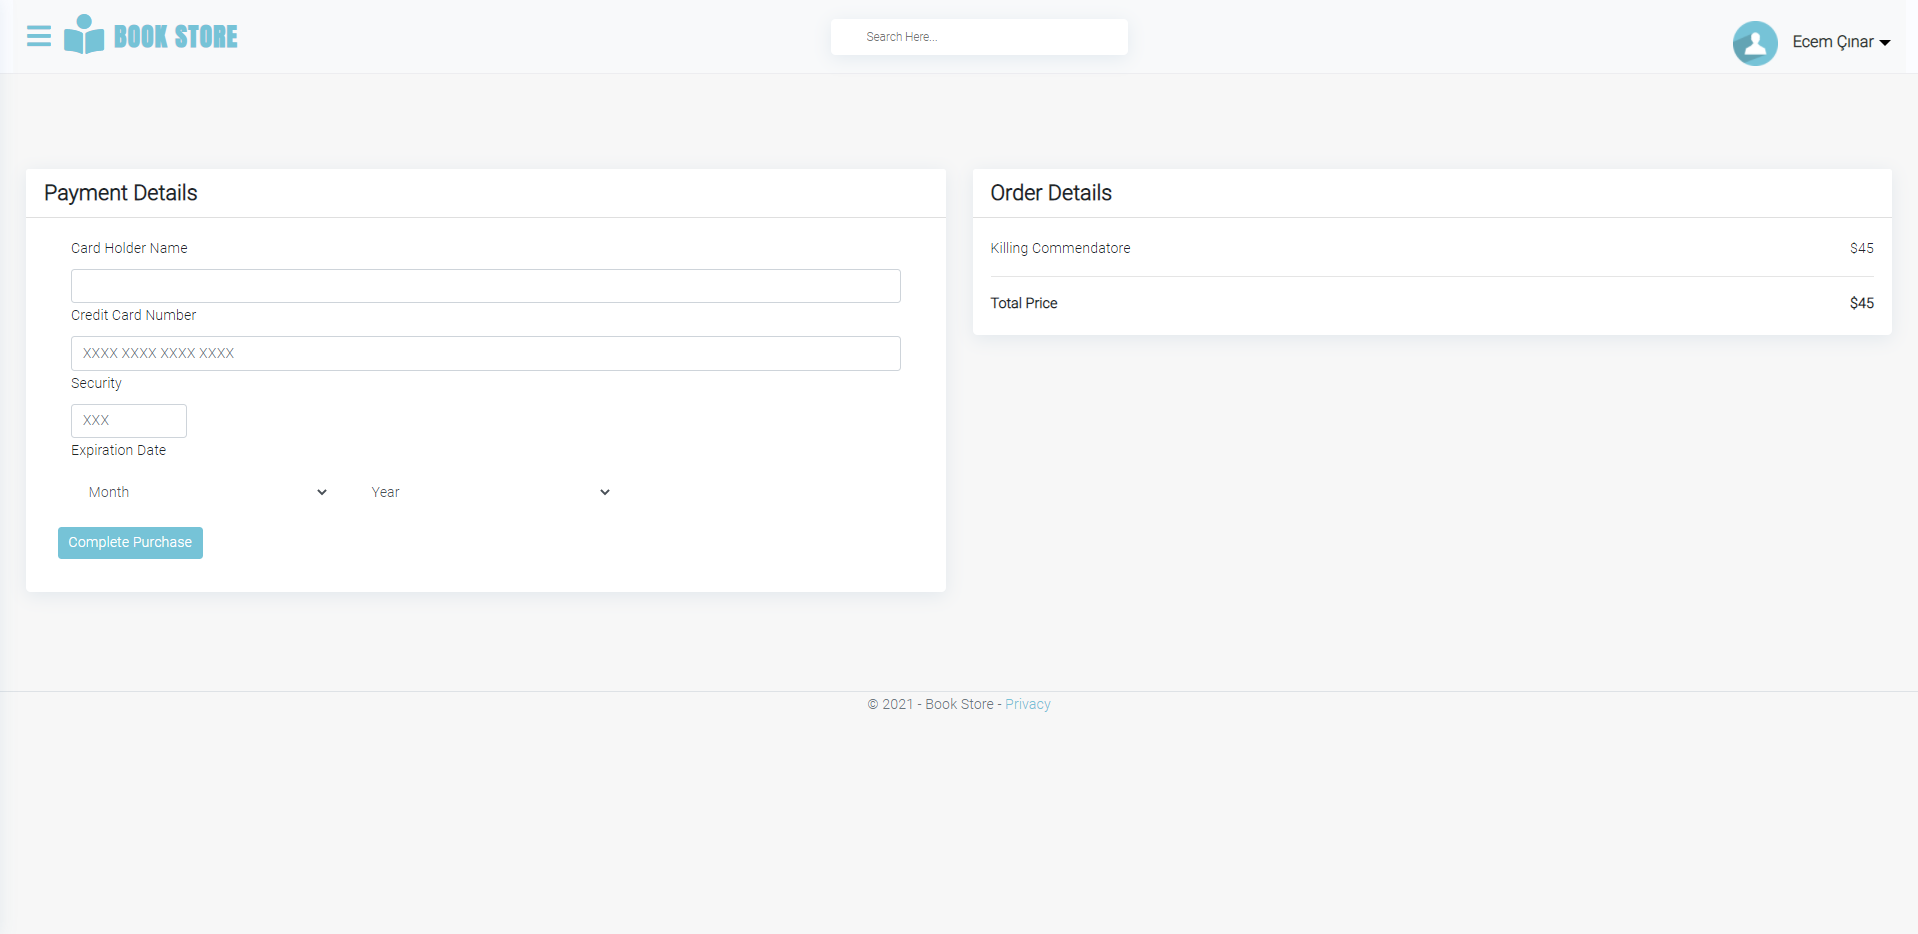 BOOK STORE
Search Here...
Ecem Çınar
Payment Details
Card Holder Name
Credit Card Number
XXXX XXXX XXXX XXXX
Security
XXX
Expiration Date
Month Year
Complete Purchase
Order Details
Killing Commendatore $45
Total Price $45
© 2021 - Book Store - Privacy